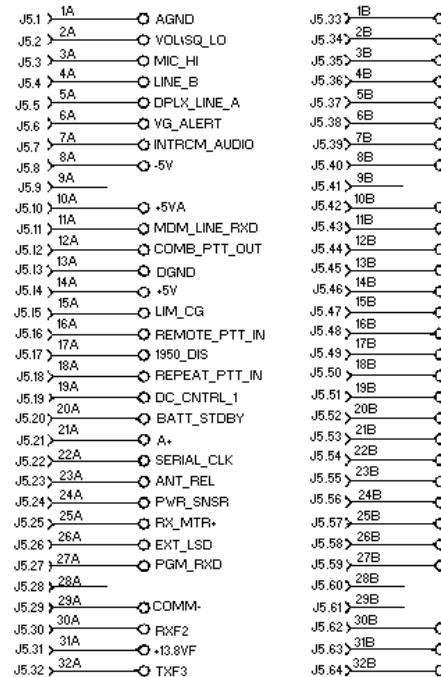 J5.1 1A AGND
J5.2 2A VOL\SQ_LO
J5.3 3A MIC_HI
J5.4 4A LINE_B
J5.5 5A DPLX_LINE_A
J5.6 6A VG_ALERT
J5.7 7A INTRCM_AUDIO
J5.8 8A -5V
J5.9 9A
J5.10 10A +5VA
J5.11 11A MDM_LINE_RXD
J5.12 12A COMB_PTT_OUT
J5.13 13A DGND
J5.14 14A +5V
J5.15 15A LIM_CG
J5.16 16A REMOTE_PTT_IN
J5.17 17A 1950_DIS
J5.18 18A REPEAT_PTT_IN
J5.19 19A DC_CNTRL_1
J5.20 20A BATT_STDBY
J5.21 21A A+
J5.22 22A SERIAL_CLK
J5.23 23A ANT_REL
J5.24 24A PWR_SNSR
J5.25 25A RX_MTR+
J5.26 26A EXT_LSD
J5.27 27A PGM_RXD
J5.28 28A
J5.29 29A COMM-
J5.30 30A RXF2
J5.31 31A +13.8VF
J5.32 32A TXF3
J5.33 1B
J5.34 2B
J5.35 3B
J5.36 4B
J5.37 5B
J5.38 6B
J5.39 7B
J5.40 8B
J5.41 9B
J5.42 10B
J5.43 11B
J5.44 12B
J5.45 13B
J5.46 14B
J5.47 15B
J5.48 16B
J5.49 17B
J5.50 18B
J5.51 19B
J5.52 20B
J5.53 21B
J5.54 22B
J5.55 23B
J5.56 24B
J5.57 25B
J5.58 26B
J5.59 27B
J5.60 28B
J5.61 29B
J5.62 30B
J5.63 31B
J5.64 32B